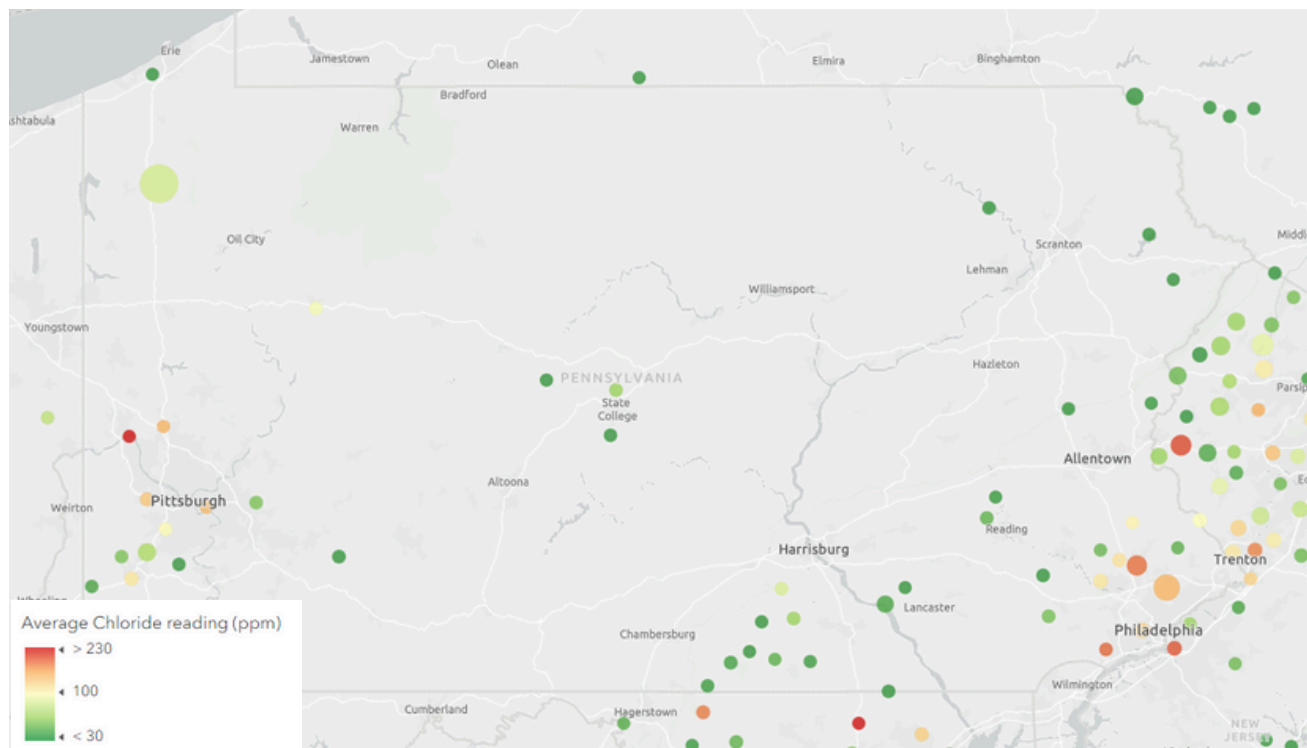 Erie
Jamestown
Olean
Elmira
Binghamton
Bradford
Ashtabula
Warren
Oil City
Scranton
Middl
Lehman
Williamsport
Youngstown
Hazleton
PENNSYLVANIA
Parsip
State
College
Allentown
Altoona
Pittsburgh
Weirton
Reading
Harrisburg
Trenton
Wheeling
Lancaster
Average Chloride reading (ppm)
> 230
100
< 30
Chambersburg
Philadelphia
Wilmington
Cumberland
Hagerstown
NEW
JERSEY